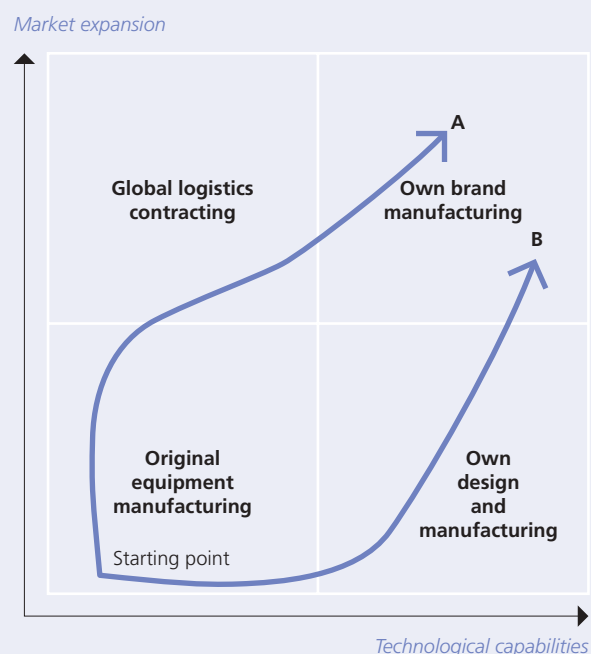 Market expansion
A
Global logistics
contracting
Own brand
manufacturing
B
Original
equipment
manufacturing
Own
design
and
manufacturing
Starting point
Technological capabilities